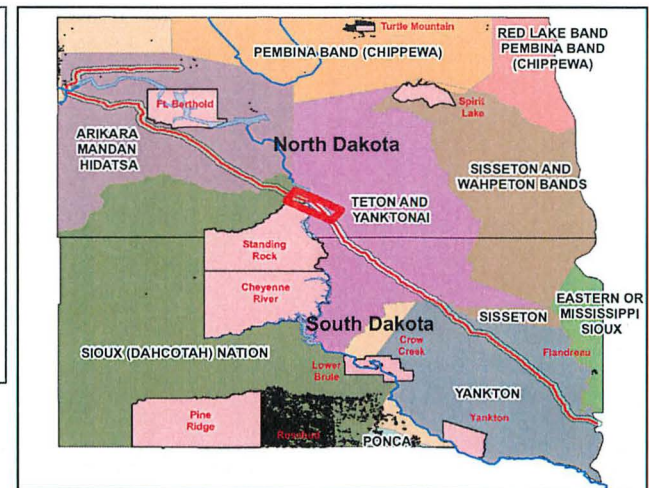 Turtle Mountain
PEMBINA BAND (CHIPPEWA)
RED LAKE BAND
PEMBINA BAND
(CHIPPEWA)
Ft. Berthold
Spirit
Lake
ARIKARA
MANDAN
HIDATSA
North Dakota
SISSETON AND
WAHPETON BANDS
TETON AND
YANKTONAI
Standing
Rock
Cheyenne
River
EASTERN OR
MISSISSIPPI
SIOUX
SISSETON
South Dakota
SIOUX (DAHCOTAH) NATION
Crow
Creek
Flandreau
Lower
Brule
YANKTON
Pine
Ridge
Rosebud
PONCA
Yankton